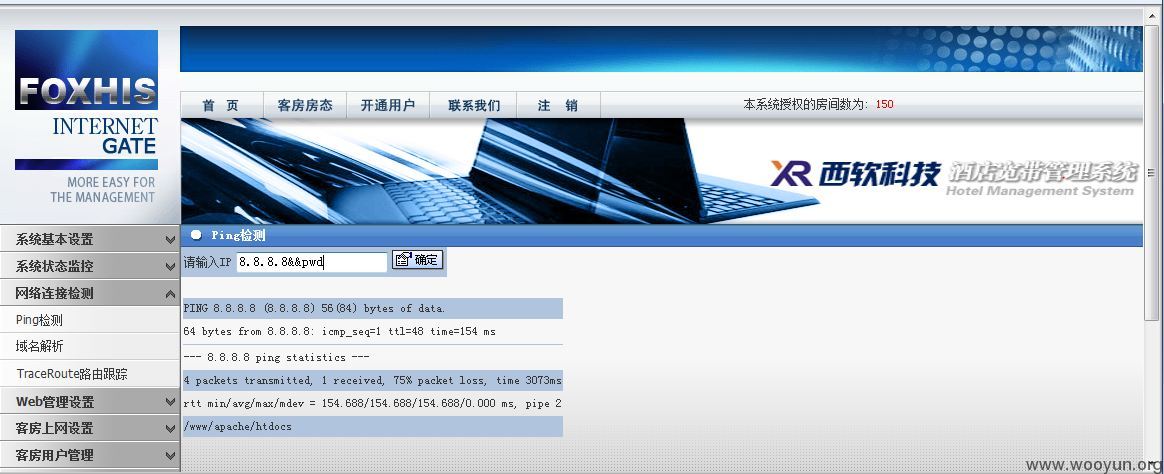 FOXHIS
INTERNET
GATE
MORE EASY FOR
THE MANAGEMENT
首 页
客房房态
开通用户
联系我们
注 销
本系统授权的房间数为: 150
XR 西软科技 酒店宽带管理系统
Hotel Management System
系统基本设置
系统状态监控
网络连接检测
Ping检测
域名解析
TraceRoute路由跟踪
Web管理设置
客房上网设置
客房用户管理
Ping检测
请输入IP 8.8.8.8&&pwd 确定
PING 8.8.8.8 (8.8.8.8) 56(84) bytes of data.
64 bytes from 8.8.8.8: icmp_seq=1 ttl=48 time=154 ms
--- 8.8.8.8 ping statistics ---
4 packets transmitted, 1 received, 75% packet loss, time 3073ms
rtt min/avg/max/mdev = 154.688/154.688/154.688/0.000 ms, pipe 2
/www/apache/htdocs
www.wooyun.org